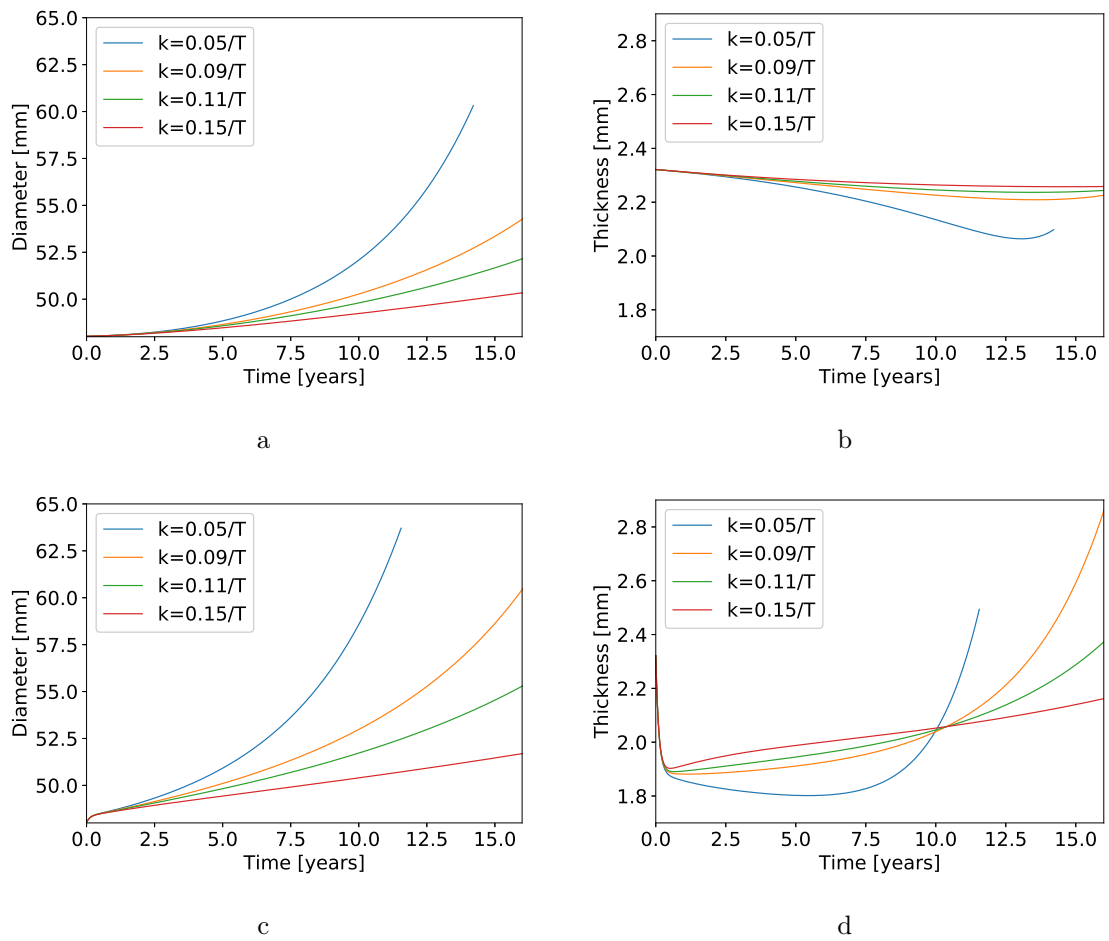 65.0
62.5
60.0
57.5
55.0
52.5
50.0
Diameter [mm]
k=0.05/T
k=0.09/T
k=0.11/T
k=0.15/T
0.0 2.5 5.0 7.5 10.0 12.5 15.0
Time [years]
a
2.8
2.6
2.4
2.2
2.0
1.8
Thickness [mm]
k=0.05/T
k=0.09/T
k=0.11/T
k=0.15/T
0.0 2.5 5.0 7.5 10.0 12.5 15.0
Time [years]
b
65.0
62.5
60.0
57.5
55.0
52.5
50.0
Diameter [mm]
k=0.05/T
k=0.09/T
k=0.11/T
k=0.15/T
0.0 2.5 5.0 7.5 10.0 12.5 15.0
Time [years]
c
2.8
2.6
2.4
2.2
2.0
1.8
Thickness [mm]
k=0.05/T
k=0.09/T
k=0.11/T
k=0.15/T
0.0 2.5 5.0 7.5 10.0 12.5 15.0
Time [years]
d